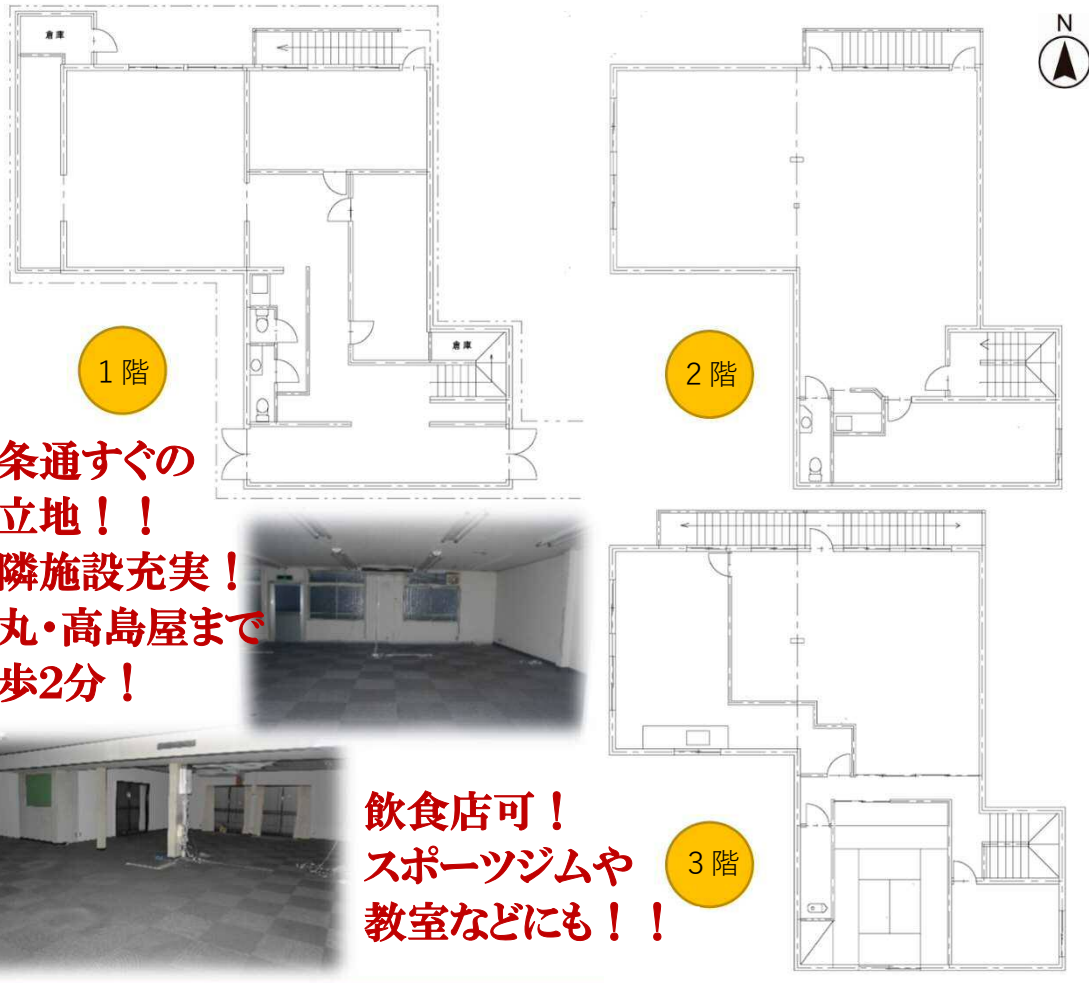 倉庫
N
倉庫
1階
2階
条通すぐの
立地！！
隣施設充実！
丸・高島屋まで
歩2分！
飲食店可！
スポーツジムや
教室などにも！！
3階